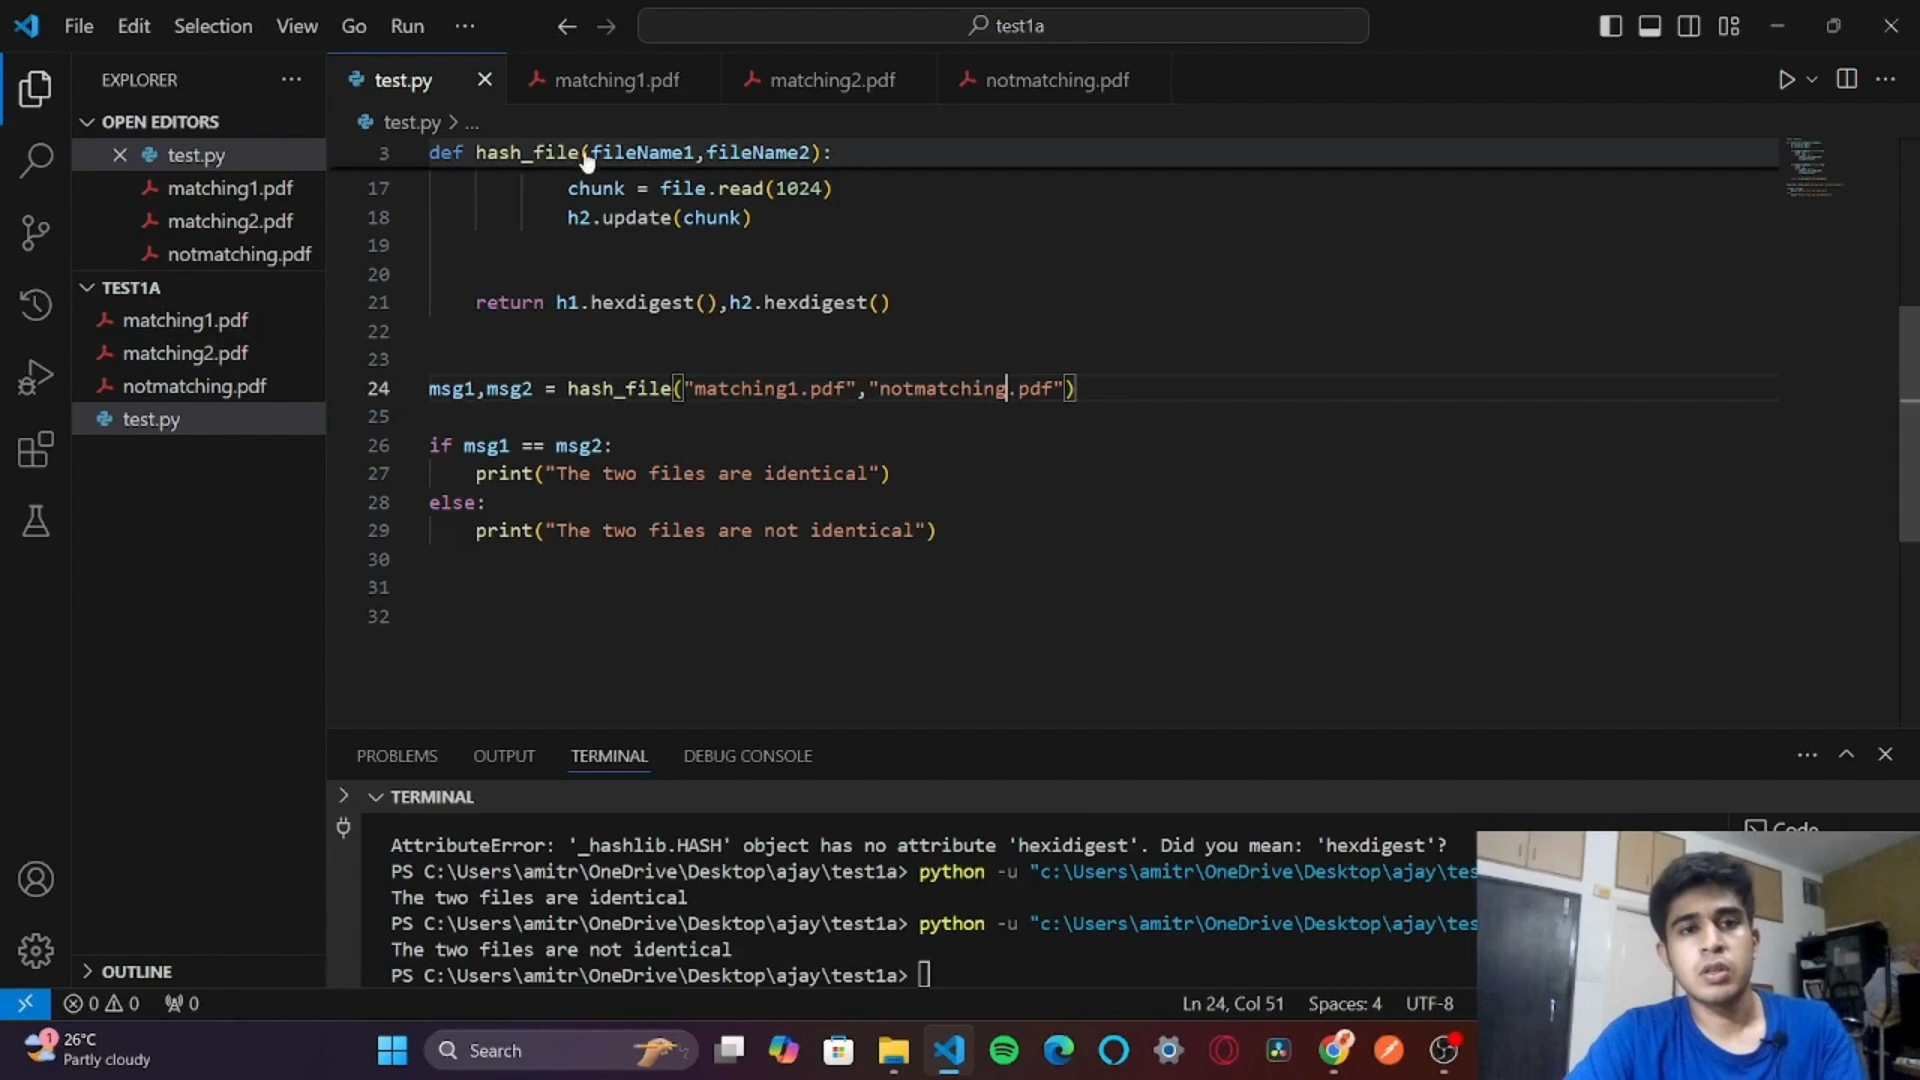 File Edit Selection View Go Run ··· test1a
EXPLORER ···
OPEN EDITORS
test.py
matching1.pdf
matching2.pdf
notmatching.pdf
TEST1A
matching1.pdf
matching2.pdf
notmatching.pdf
test.py
OUTLINE
test.py matching1.pdf matching2.pdf notmatching.pdf
test.py > ...
3 def hash_file(fileName1,fileName2):
17 chunk = file.read(1024)
18 h2.update(chunk)
19
20
21 return h1.hexdigest(),h2.hexdigest()
22
23
24 msg1,msg2 = hash_file("matching1.pdf","notmatching.pdf")
25
26 if msg1 == msg2:
27 print("The two files are identical")
28 else:
29 print("The two files are not identical")
30
31
32
PROBLEMS OUTPUT TERMINAL DEBUG CONSOLE
TERMINAL
AttributeError: '_hashlib.HASH' object has no attribute 'hexidigest'. Did you mean: 'hexdigest'?
PS C:\Users\amitr\OneDrive\Desktop\ajay\test1a> python -u "c:\Users\amitr\OneDrive\Desktop\ajay\tes
The two files are identical
PS C:\Users\amitr\OneDrive\Desktop\ajay\test1a> python -u "c:\Users\amitr\OneDrive\Desktop\ajay\tes
The two files are not identical
PS C:\Users\amitr\OneDrive\Desktop\ajay\test1a>
Code
0 0 0 Ln 24, Col 51 Spaces: 4 UTF-8
1 26°C
Partly cloudy
Search